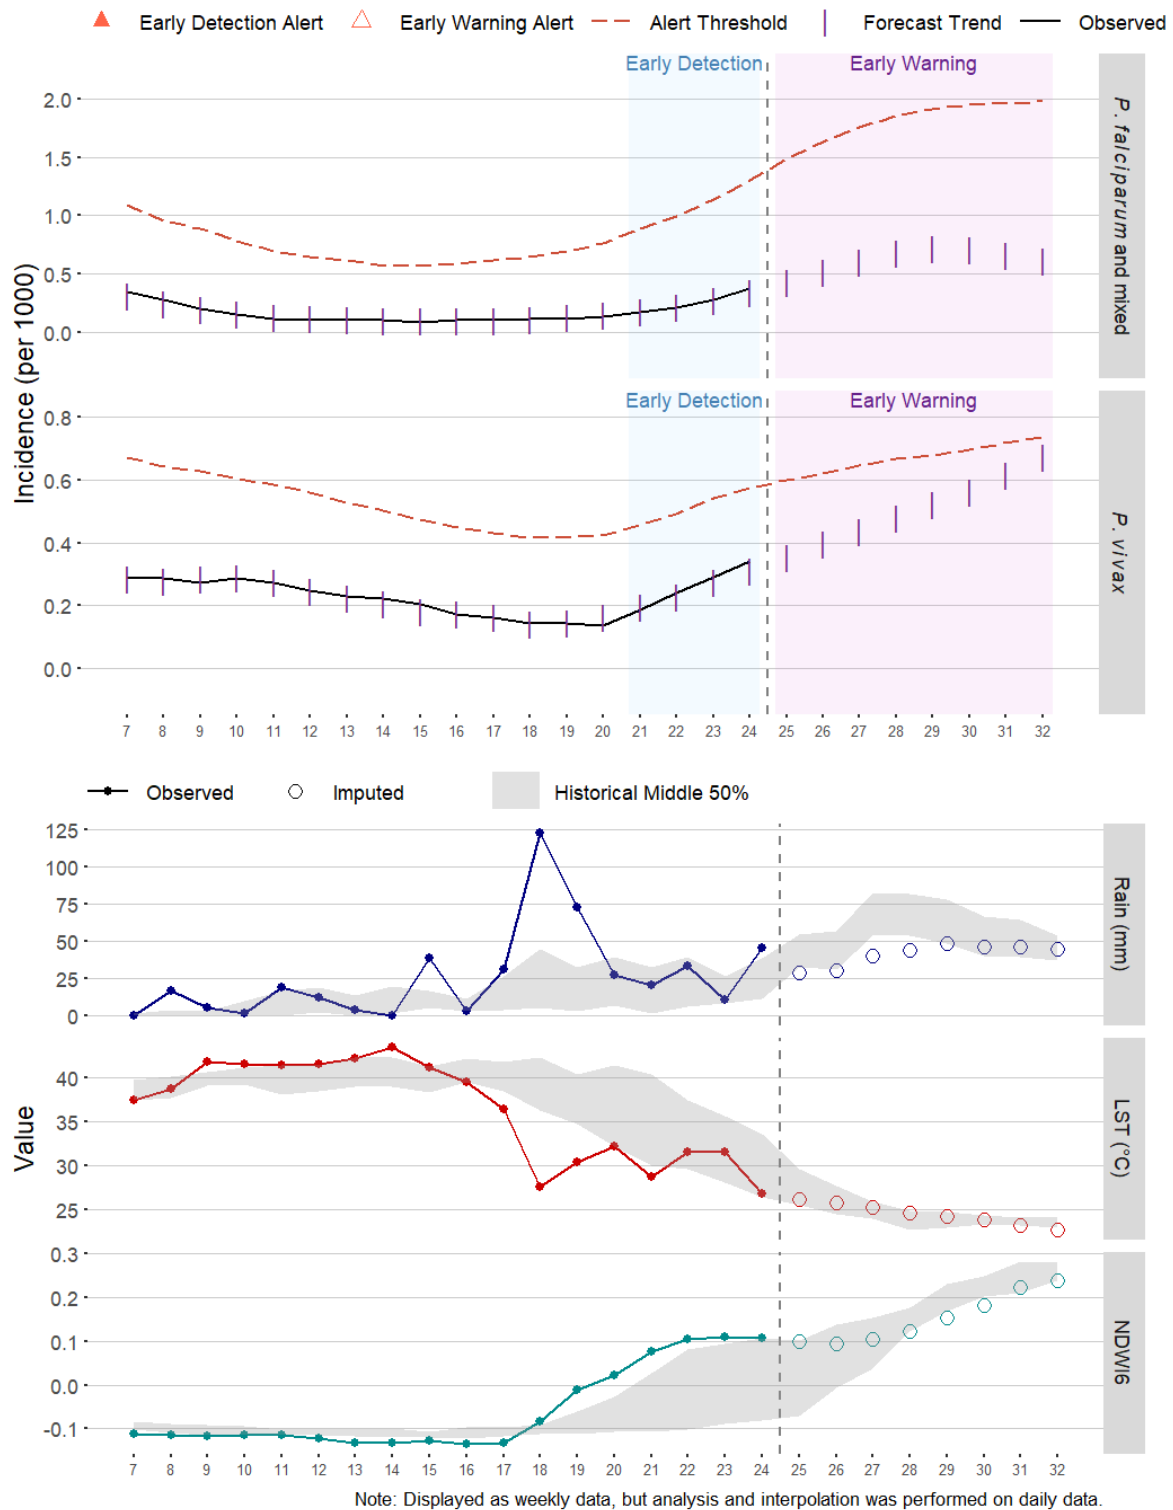 Early Detection Alert Early Warning Alert Alert Threshold Forecast Trend Observed
Early Detection Early Warning
2.0
1.5
1.0
0.5
0.0
P. falciparum and mixed
Incidence (per 1000)
Early Detection Early Warning
0.8
0.6
0.4
0.2
0.0
P. vivax
7 8 9 10 11 12 13 14 15 16 17 18 19 20 21 22 23 24 25 26 27 28 29 30 31 32
Observed Imputed Historical Middle 50%
125
100
75
50
25
0
Rain (mm)
Value
40
35
30
25
LST (°C)
0.3
0.2
0.1
0.0
-0.1
NDWI6
7 8 9 10 11 12 13 14 15 16 17 18 19 20 21 22 23 24 25 26 27 28 29 30 31 32
Note: Displayed as weekly data, but analysis and interpolation was performed on daily data.